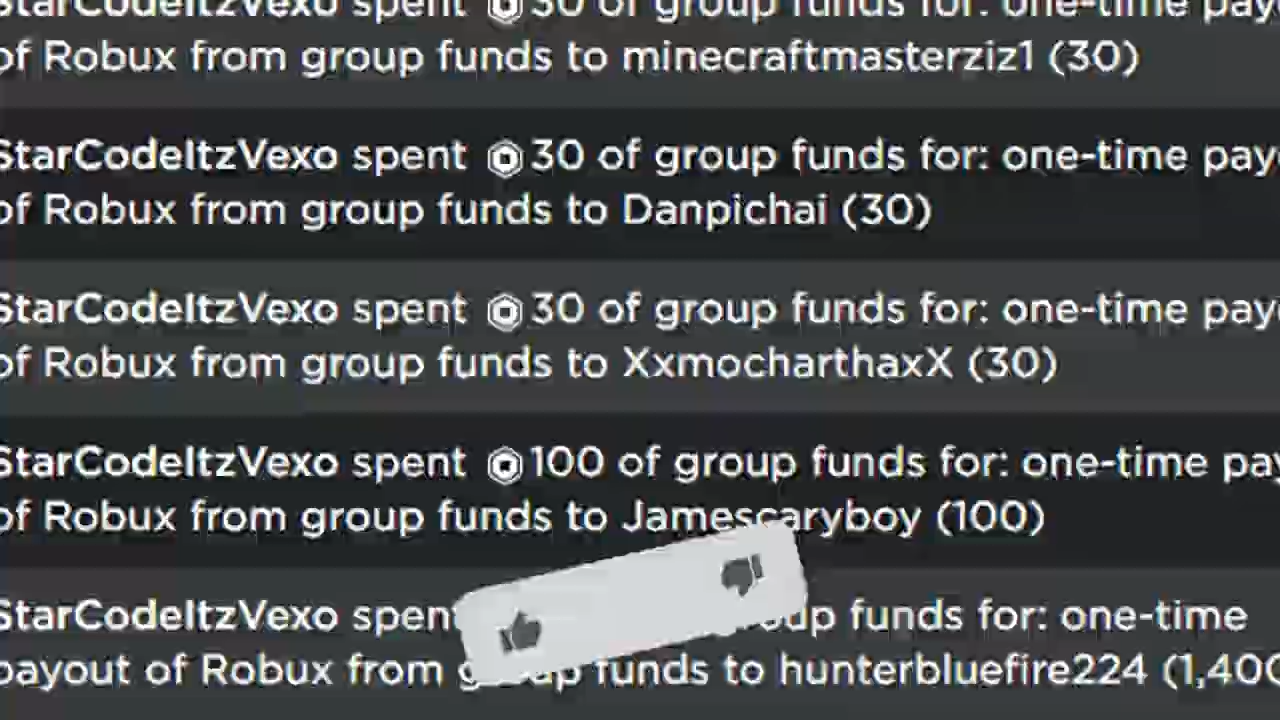 StarCodeItzVexo spent 30 of group funds for: one-time pay
of Robux from group funds to minecraftmasterziz1 (30)
StarCodeItzVexo spent 30 of group funds for: one-time pay
of Robux from group funds to Danpichai (30)
StarCodeItzVexo spent 30 of group funds for: one-time pay
of Robux from group funds to XxmocharthaxX (30)
StarCodeItzVexo spent 100 of group funds for: one-time pay
of Robux from group funds to Jamescaryboy (100)
StarCodeItzVexo spent funds for: one-time
payout of Robux from funds to hunterbluefire224 (1,400